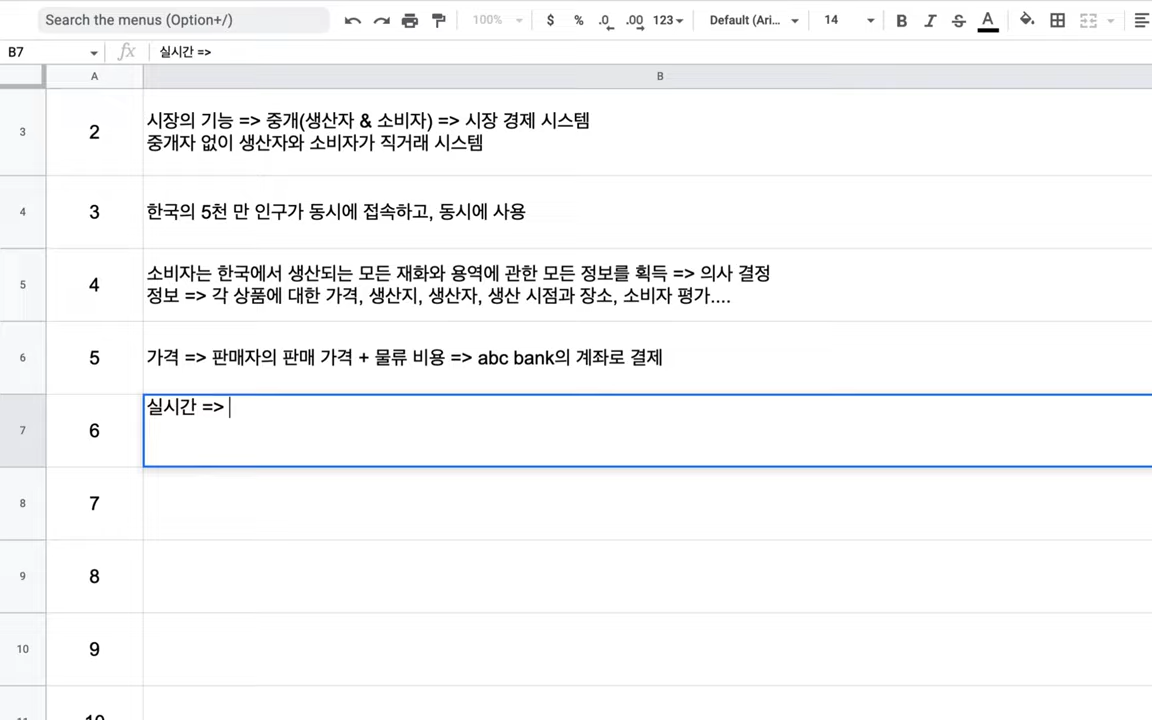 Search the menus (Option+/)
100%
$ % .0 .00 123
Default (Ari...
14
B I S A
B7
fx
실시간 =>
A
B
3
2
시장의 기능 => 중개(생산자 & 소비자) => 시장 경제 시스템
중개자 없이 생산자와 소비자가 직거래 시스템
4
3
한국의 5천 만 인구가 동시에 접속하고, 동시에 사용
5
4
소비자는 한국에서 생산되는 모든 재화와 용역에 관한 모든 정보를 획득 => 의사 결정
정보 => 각 상품에 대한 가격, 생산지, 생산자, 생산 시점과 장소, 소비자 평가....
6
5
가격 => 판매자의 판매 가격 + 물류 비용 => abc bank의 계좌로 결제
7
6
실시간 =>
8
7
9
8
10
9
11
10